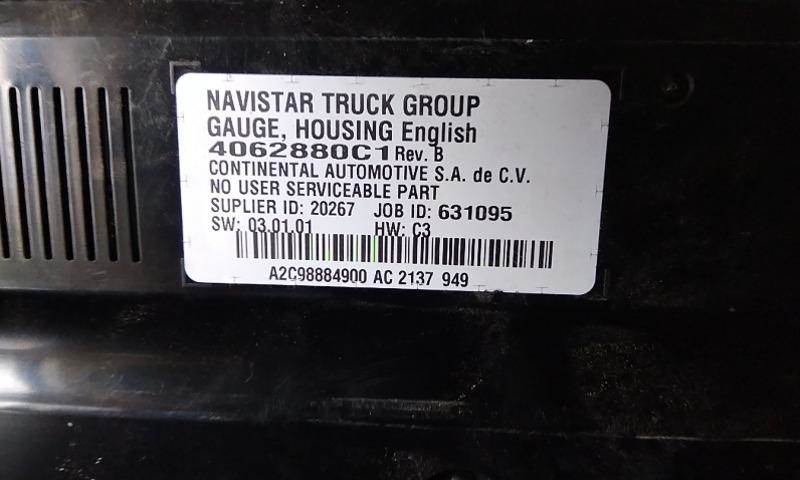 NAVISTAR TRUCK GROUP
GAUGE, HOUSING English
4062880C1 Rev. B
CONTINENTAL AUTOMOTIVE S.A. de C.V.
NO USER SERVICEABLE PART
SUPLIER ID: 20267 JOB ID: 631095
SW: 03.01.01 HW: C3
A2C98884900 AC 2137 949